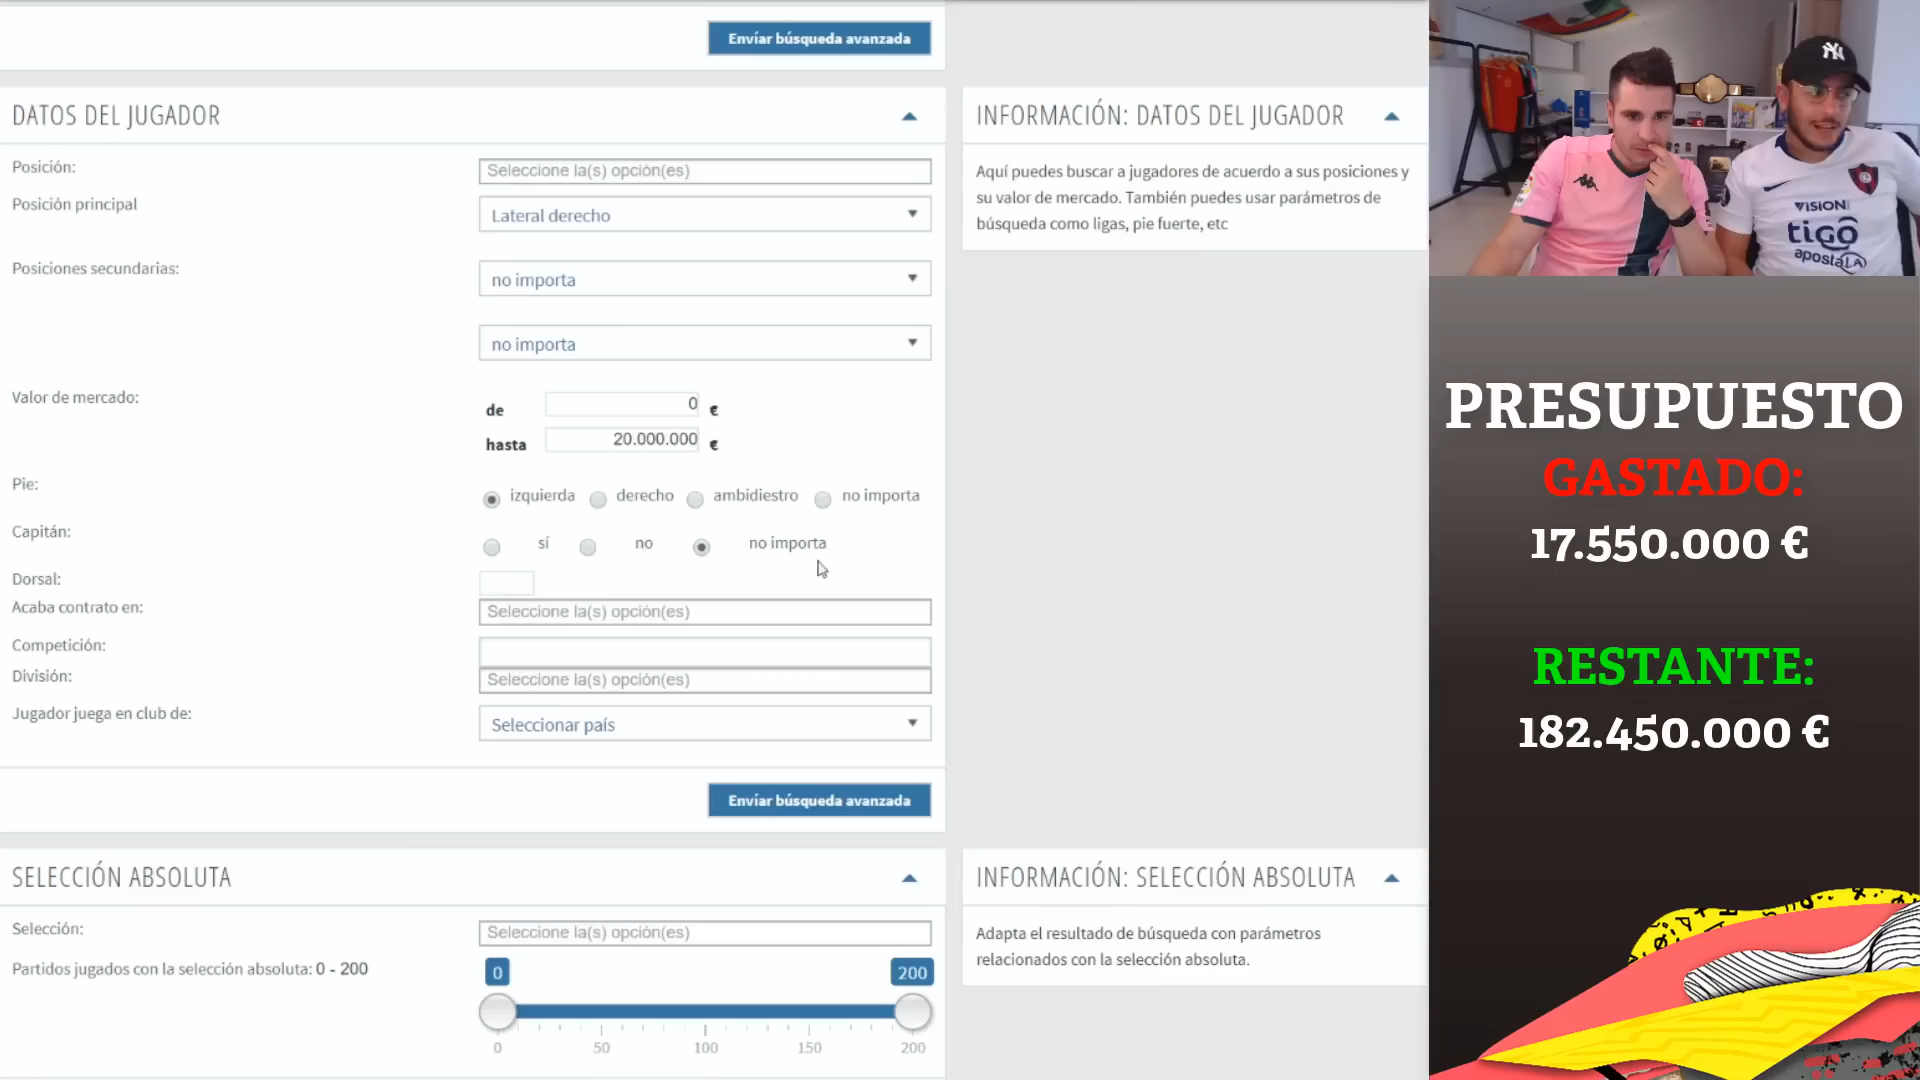 Envíar búsqueda avanzada
DATOS DEL JUGADOR
Posición:
Seleccione la(s) opción(es)
Posición principal
Lateral derecho
Posiciones secundarias:
no importa
no importa
Valor de mercado:
de
0
€
hasta
20.000.000
€
Pie:
izquierda
derecho
ambidiestro
no importa
Capitán:
sí
no
no importa
Dorsal:
Acaba contrato en:
Seleccione la(s) opción(es)
Competición:
División:
Seleccione la(s) opción(es)
Jugador juega en club de:
Seleccionar país
Envíar búsqueda avanzada
SELECCIÓN ABSOLUTA
Selección:
Seleccione la(s) opción(es)
Partidos jugados con la selección absoluta: 0 - 200
0
200
0
50
100
150
200
INFORMACIÓN: DATOS DEL JUGADOR
Aquí puedes buscar a jugadores de acuerdo a sus posiciones y
su valor de mercado. También puedes usar parámetros de
búsqueda como ligas, pie fuerte, etc
INFORMACIÓN: SELECCIÓN ABSOLUTA
Adapta el resultado de búsqueda con parámetros
relacionados con la selección absoluta.
NY
Kappa
VISION
tigo
apostaLA
PRESUPUESTO
GASTADO:
17.550.000 €
RESTANTE:
182.450.000 €